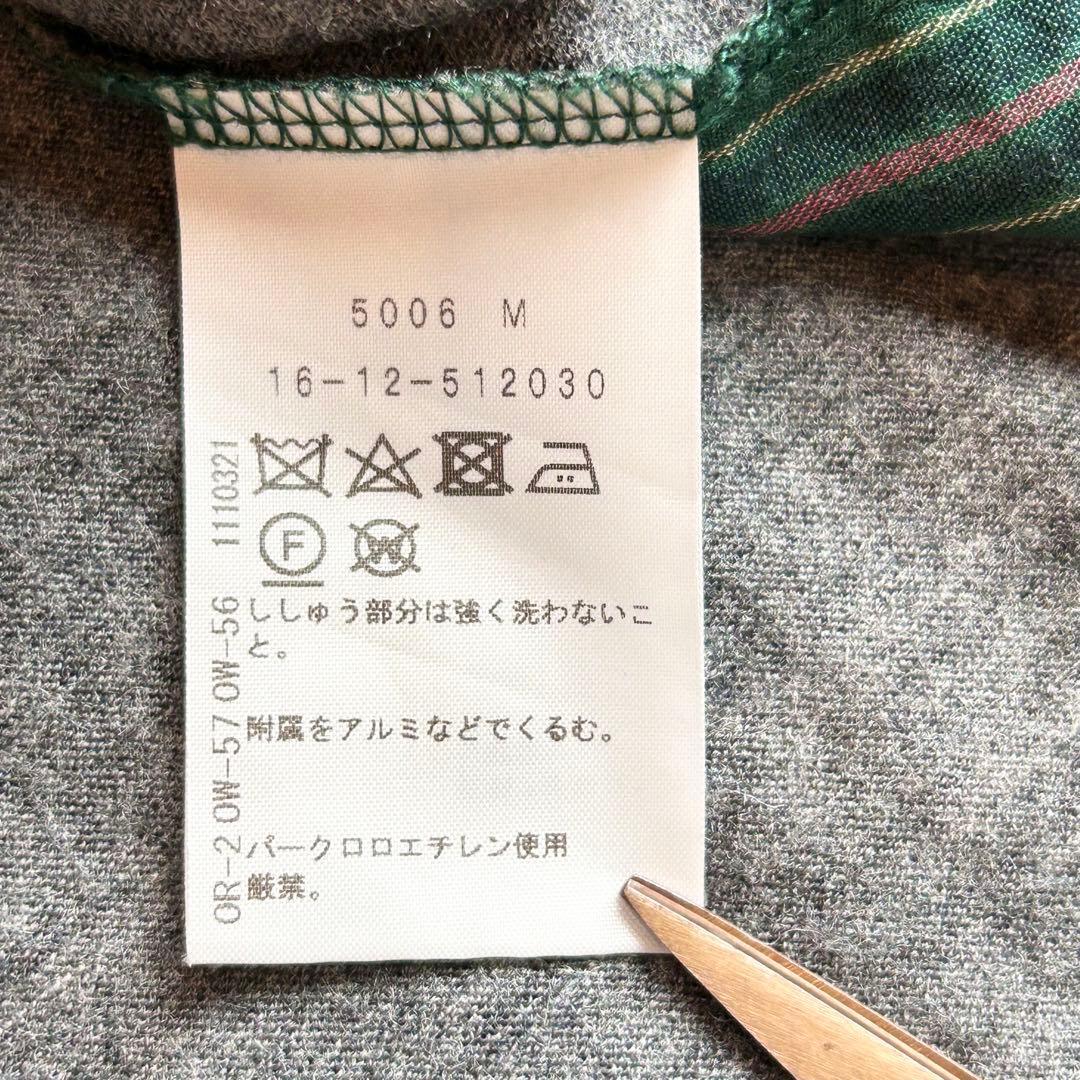 5006 M
16-12-512030
F
W
ししゅう部分は強く洗わないこ
と。
附属をアルミなどでくるむ。
パークロロエチレン使用
厳禁。
OR-2 OW-57 OW-56 1110321